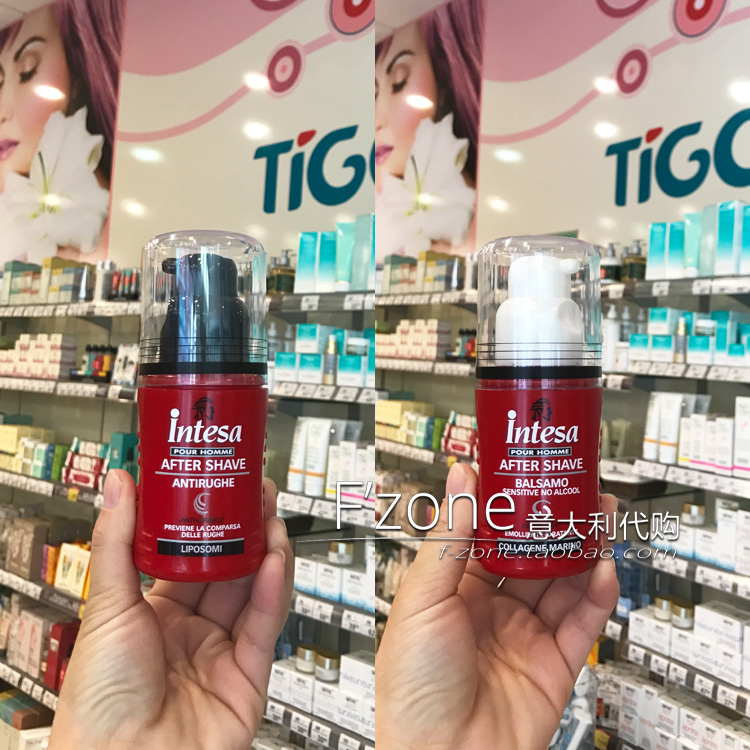 TiGO
intesa
POUR HOMME
AFTER SHAVE
ANTIRUGHE
PREVIENE LA COMPARSA
DELLE RUGHE
LIPOSOMI
TiGO
intesa
POUR HOMME
AFTER SHAVE
BALSAMO
SENSITIVE NO ALCOOL
COLLAGENE MARINO
F'zone 意大利代购
f-zone.taobao.com